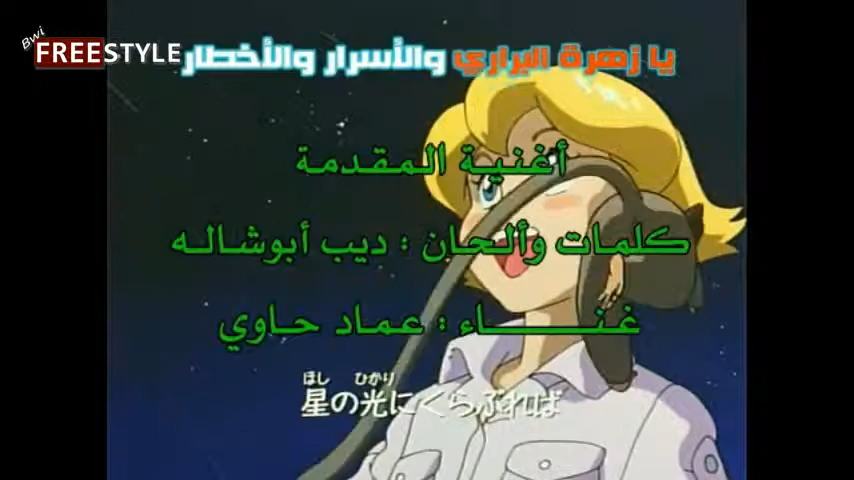 Bwi
FREESTYLE
يا زهرة البراري والأسرار والأخطار
أغنية المقدمة
كلمات وألحان : ديب أبوشاله
غنــــــاء : عماد حاوي
ほし ひかり
星の光にくらぶれば